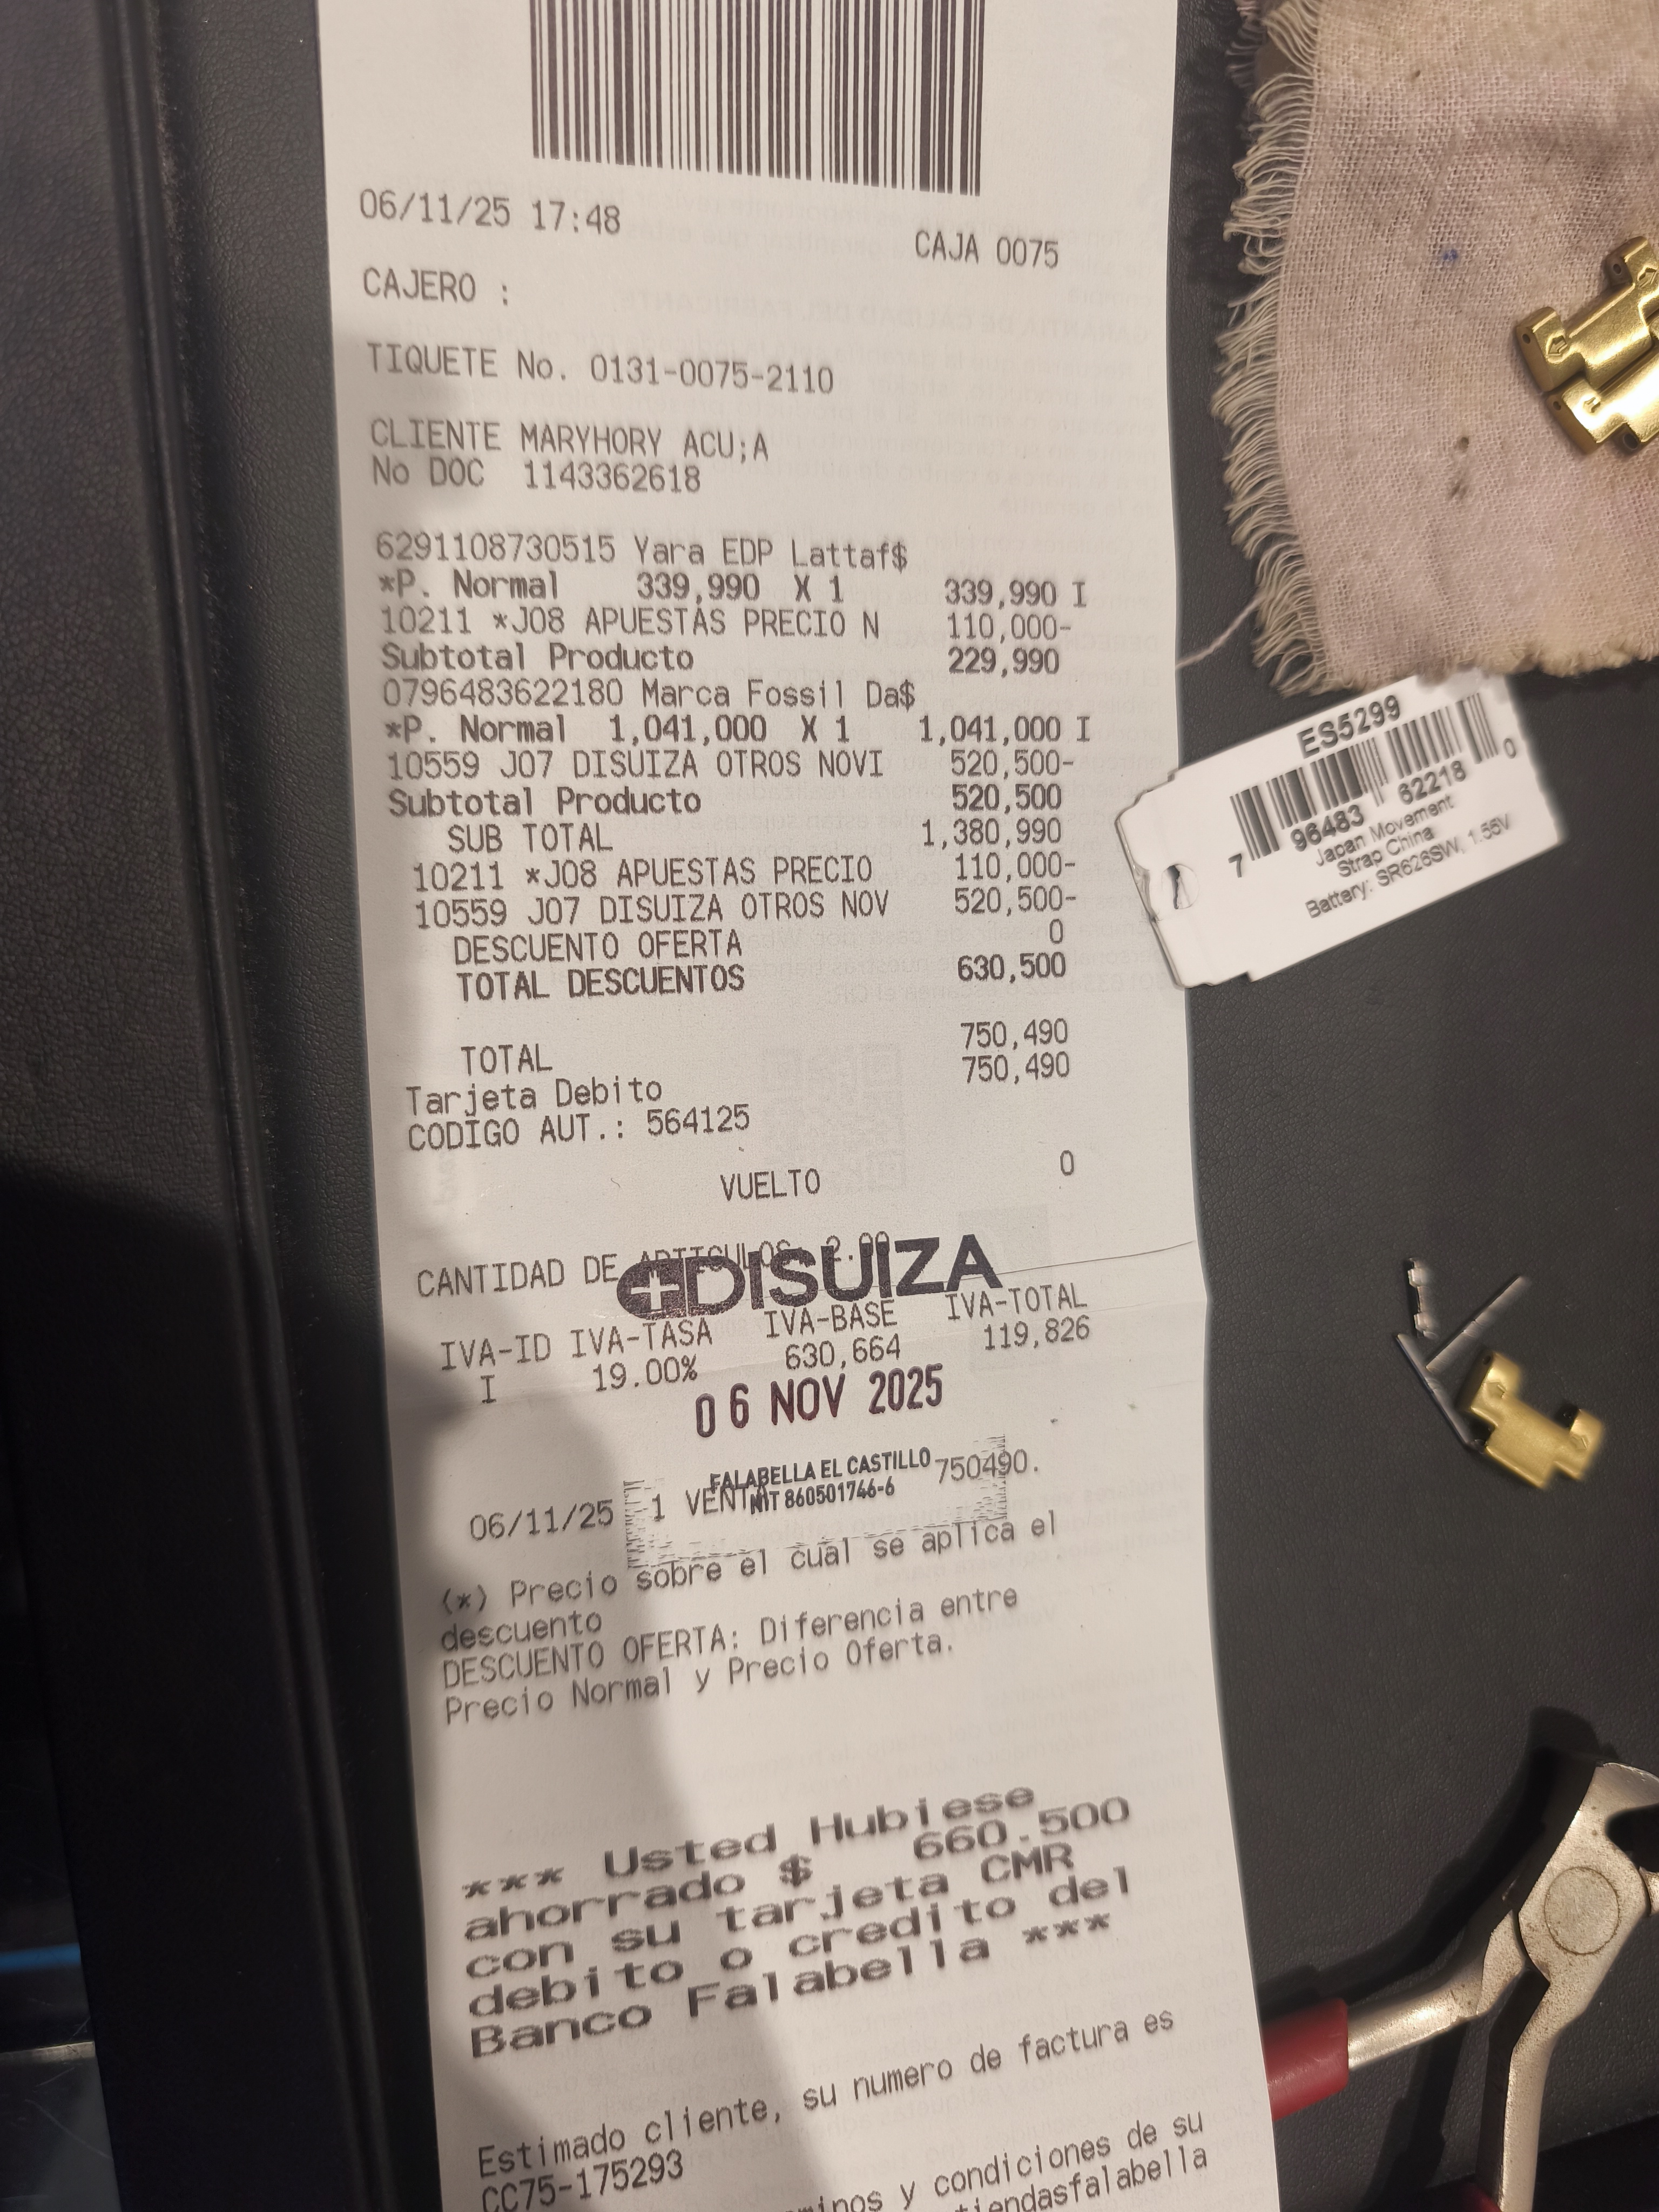 06/11/25 17:48
CAJA 0075
CAJERO :
TIQUETE No. 0131-0075-2110
CLIENTE MARYHORY ACU;A
No DOC 1143362618
6291108730515 Yara EDP Lattaf$
*P. Normal 339,990 X 1 339,990 I
10211 *J08 APUESTAS PRECIO N 110,000-
Subtotal Producto 229,990
0796483622180 Marca Fossil Da$
*P. Normal 1,041,000 X 1 1,041,000 I
10559 J07 DISUIZA OTROS NOVI 520,500-
Subtotal Producto 520,500
SUB TOTAL 1,380,990
10211 *J08 APUESTAS PRECIO 110,000-
10559 J07 DISUIZA OTROS NOV 520,500-
DESCUENTO OFERTA 0
TOTAL DESCUENTOS 630,500
TOTAL 750,490
Tarjeta Debito 750,490
CODIGO AUT.: 564125
VUELTO 0
CANTIDAD DE ARTICULOS: 2.00
DISUIZA
IVA-ID IVA-TASA IVA-BASE IVA-TOTAL
I 19.00% 630,664 119,826
06 NOV 2025
FALABELLA EL CASTILLO
NIT 860501746-6
06/11/25 1 VENTA 750490.
(*) Precio sobre el cual se aplica el
descuento
DESCUENTO OFERTA: Diferencia entre
Precio Normal y Precio Oferta.
*** Usted Hubiese
ahorrado $ 660.500
con su tarjeta CMR
debito o credito del
Banco Falabella ***
Estimado cliente, su numero de factura es
CC75-175293
y condiciones de su
ES5299
7 96483 62218 0
Japan Movement
Strap China
Battery: SR626SW, 1.55V